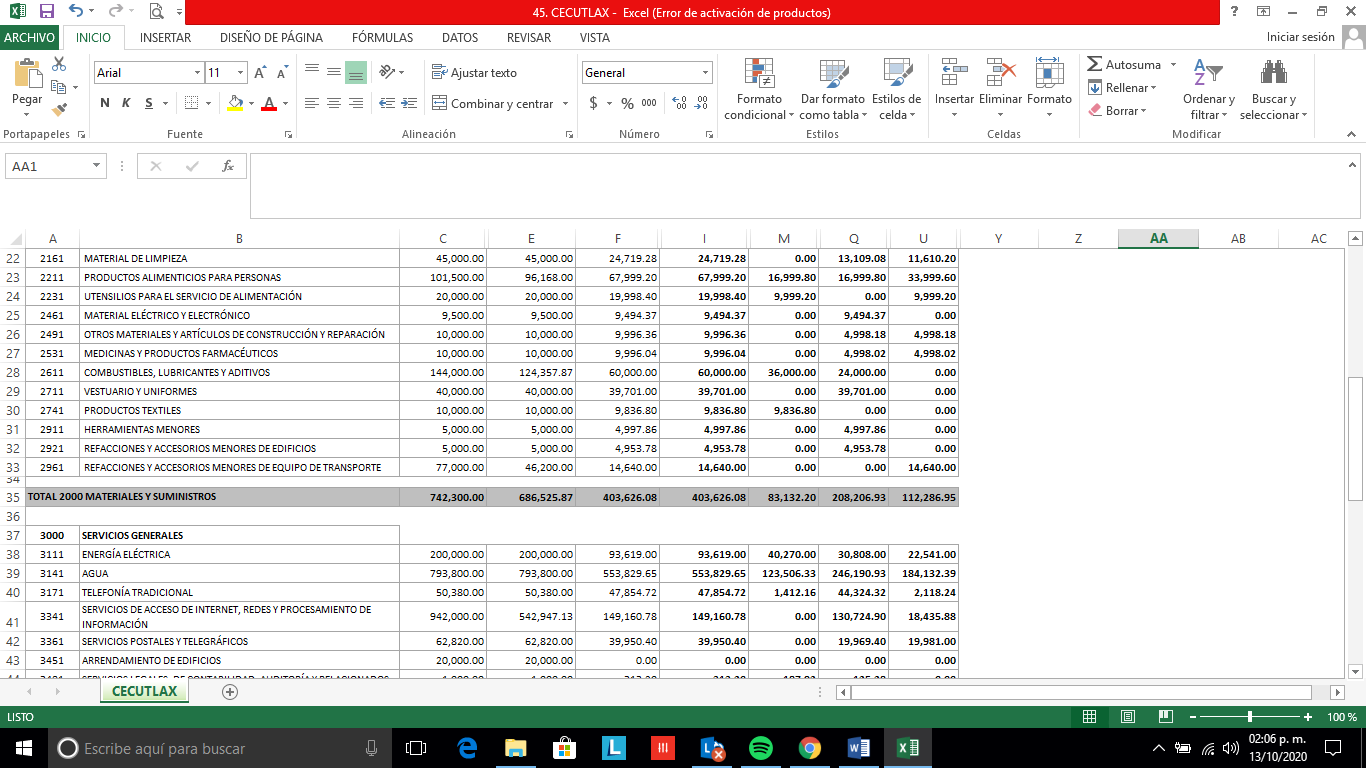 45. CECUTLAX - Excel (Error de activación de productos)
ARCHIVO INICIO INSERTAR DISEÑO DE PÁGINA FÓRMULAS DATOS REVISAR VISTA Iniciar sesión
Pegar
Portapapeles
Arial 11
N K S
Fuente
Ajustar texto
Combinar y centrar
Alineación
General
$ % 000
Número
Formato condicional
Dar formato como tabla
Estilos de celda
Estilos
Insertar Eliminar Formato
Celdas
Autosuma
Rellenar
Borrar
Ordenar y filtrar
Buscar y seleccionar
Modificar
AA1
A B C E F I M Q U Y Z AA AB AC
22 2161 MATERIAL DE LIMPIEZA 45,000.00 45,000.00 24,719.28 24,719.28 0.00 13,109.08 11,610.20
23 2211 PRODUCTOS ALIMENTICIOS PARA PERSONAS 101,500.00 96,168.00 67,999.20 67,999.20 16,999.80 16,999.80 33,999.60
24 2231 UTENSILIOS PARA EL SERVICIO DE ALIMENTACIÓN 20,000.00 20,000.00 19,998.40 19,998.40 9,999.20 0.00 9,999.20
25 2461 MATERIAL ELÉCTRICO Y ELECTRÓNICO 9,500.00 9,500.00 9,494.37 9,494.37 0.00 9,494.37 0.00
26 2491 OTROS MATERIALES Y ARTÍCULOS DE CONSTRUCCIÓN Y REPARACIÓN 10,000.00 10,000.00 9,996.36 9,996.36 0.00 4,998.18 4,998.18
27 2531 MEDICINAS Y PRODUCTOS FARMACÉUTICOS 10,000.00 10,000.00 9,996.04 9,996.04 0.00 4,998.02 4,998.02
28 2611 COMBUSTIBLES, LUBRICANTES Y ADITIVOS 144,000.00 124,357.87 60,000.00 60,000.00 36,000.00 24,000.00 0.00
29 2711 VESTUARIO Y UNIFORMES 40,000.00 40,000.00 39,701.00 39,701.00 0.00 39,701.00 0.00
30 2741 PRODUCTOS TEXTILES 10,000.00 10,000.00 9,836.80 9,836.80 9,836.80 0.00 0.00
31 2911 HERRAMIENTAS MENORES 5,000.00 5,000.00 4,997.86 4,997.86 0.00 4,997.86 0.00
32 2921 REFACCIONES Y ACCESORIOS MENORES DE EDIFICIOS 5,000.00 5,000.00 4,953.78 4,953.78 0.00 4,953.78 0.00
33 2961 REFACCIONES Y ACCESORIOS MENORES DE EQUIPO DE TRANSPORTE 77,000.00 46,200.00 14,640.00 14,640.00 0.00 0.00 14,640.00
34
35 TOTAL 2000 MATERIALES Y SUMINISTROS 742,300.00 686,525.87 403,626.08 403,626.08 83,132.20 208,206.93 112,286.95
36
37 3000 SERVICIOS GENERALES
38 3111 ENERGÍA ELÉCTRICA 200,000.00 200,000.00 93,619.00 93,619.00 40,270.00 30,808.00 22,541.00
39 3141 AGUA 793,800.00 793,800.00 553,829.65 553,829.65 123,506.33 246,190.93 184,132.39
40 3171 TELEFONÍA TRADICIONAL 50,380.00 50,380.00 47,854.72 47,854.72 1,412.16 44,324.32 2,118.24
41 3341 SERVICIOS DE ACCESO DE INTERNET, REDES Y PROCESAMIENTO DE
INFORMACIÓN 942,000.00 542,947.13 149,160.78 149,160.78 0.00 130,724.90 18,435.88
42 3361 SERVICIOS POSTALES Y TELEGRÁFICOS 62,820.00 62,820.00 39,950.40 39,950.40 0.00 19,969.40 19,981.00
43 3451 ARRENDAMIENTO DE EDIFICIOS 20,000.00 20,000.00 0.00 0.00 0.00 0.00 0.00
CECUTLAX
LISTO 100 %
Escribe aquí para buscar
02:06 p. m.
13/10/2020